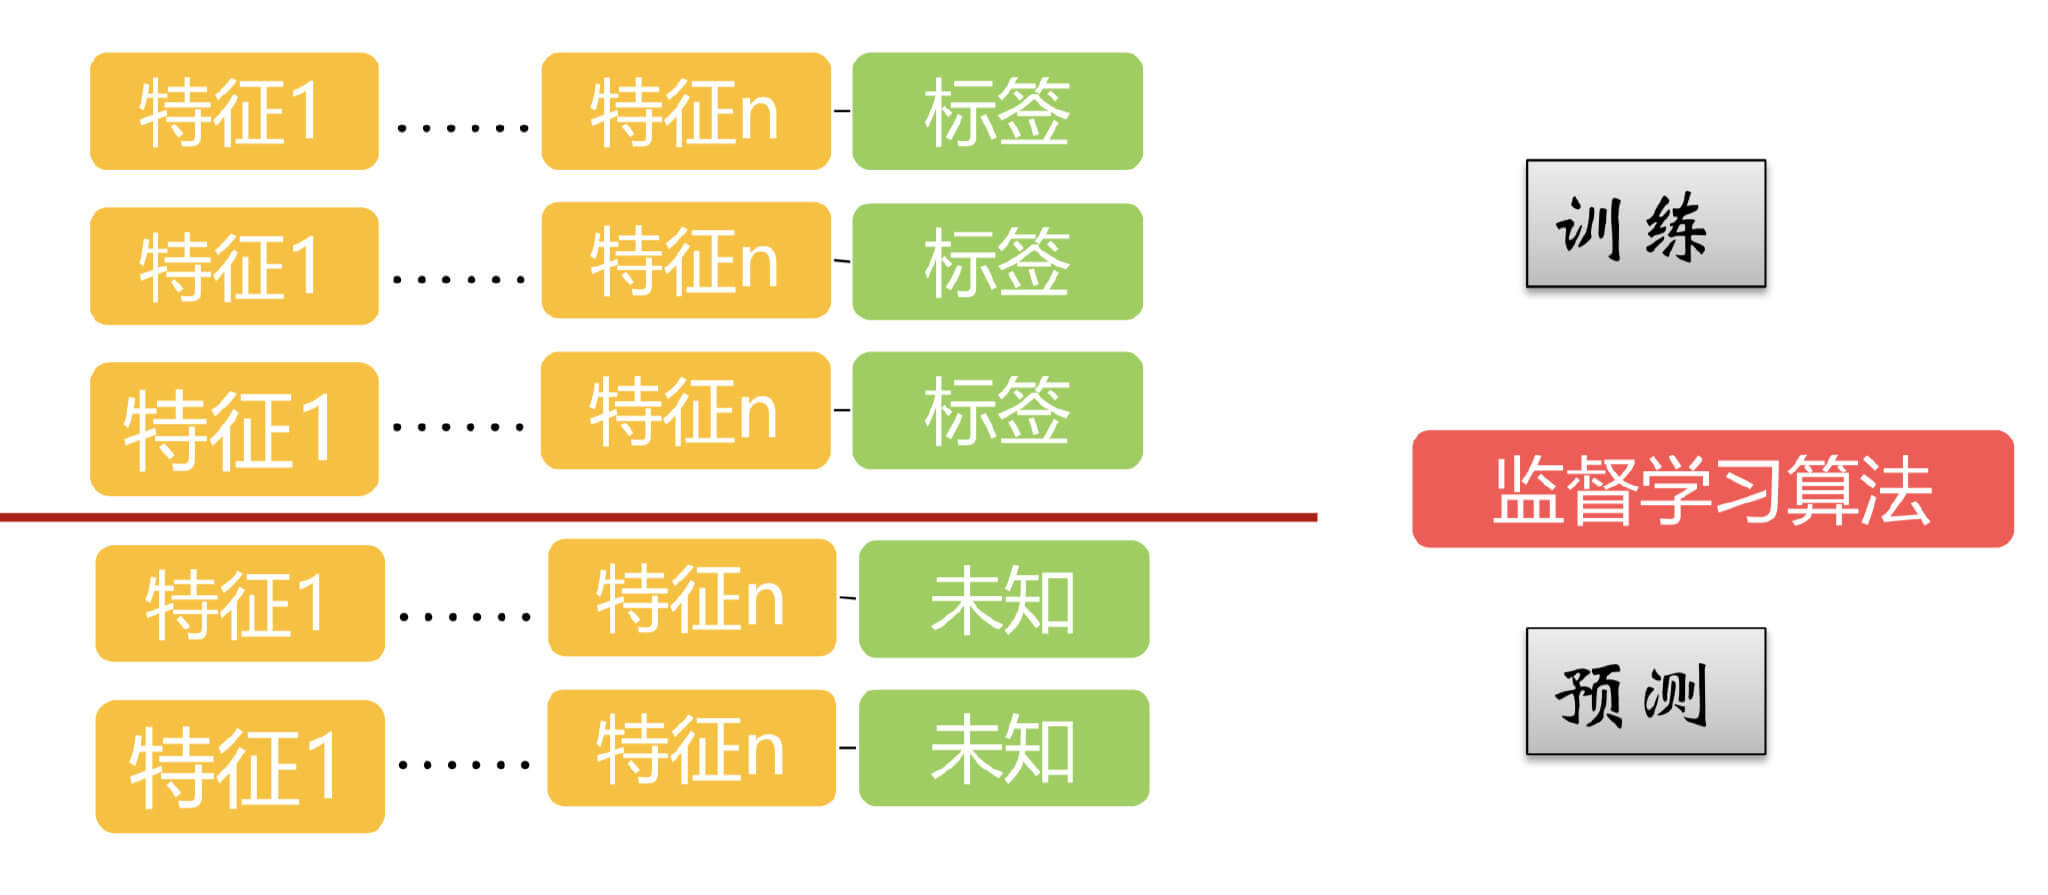 特征1 ...... 特征n 标签
特征1 ...... 特征n 标签
特征1 ...... 特征n 标签
训练
监督学习算法
特征1 ...... 特征n 未知
特征1 ...... 特征n 未知
预测